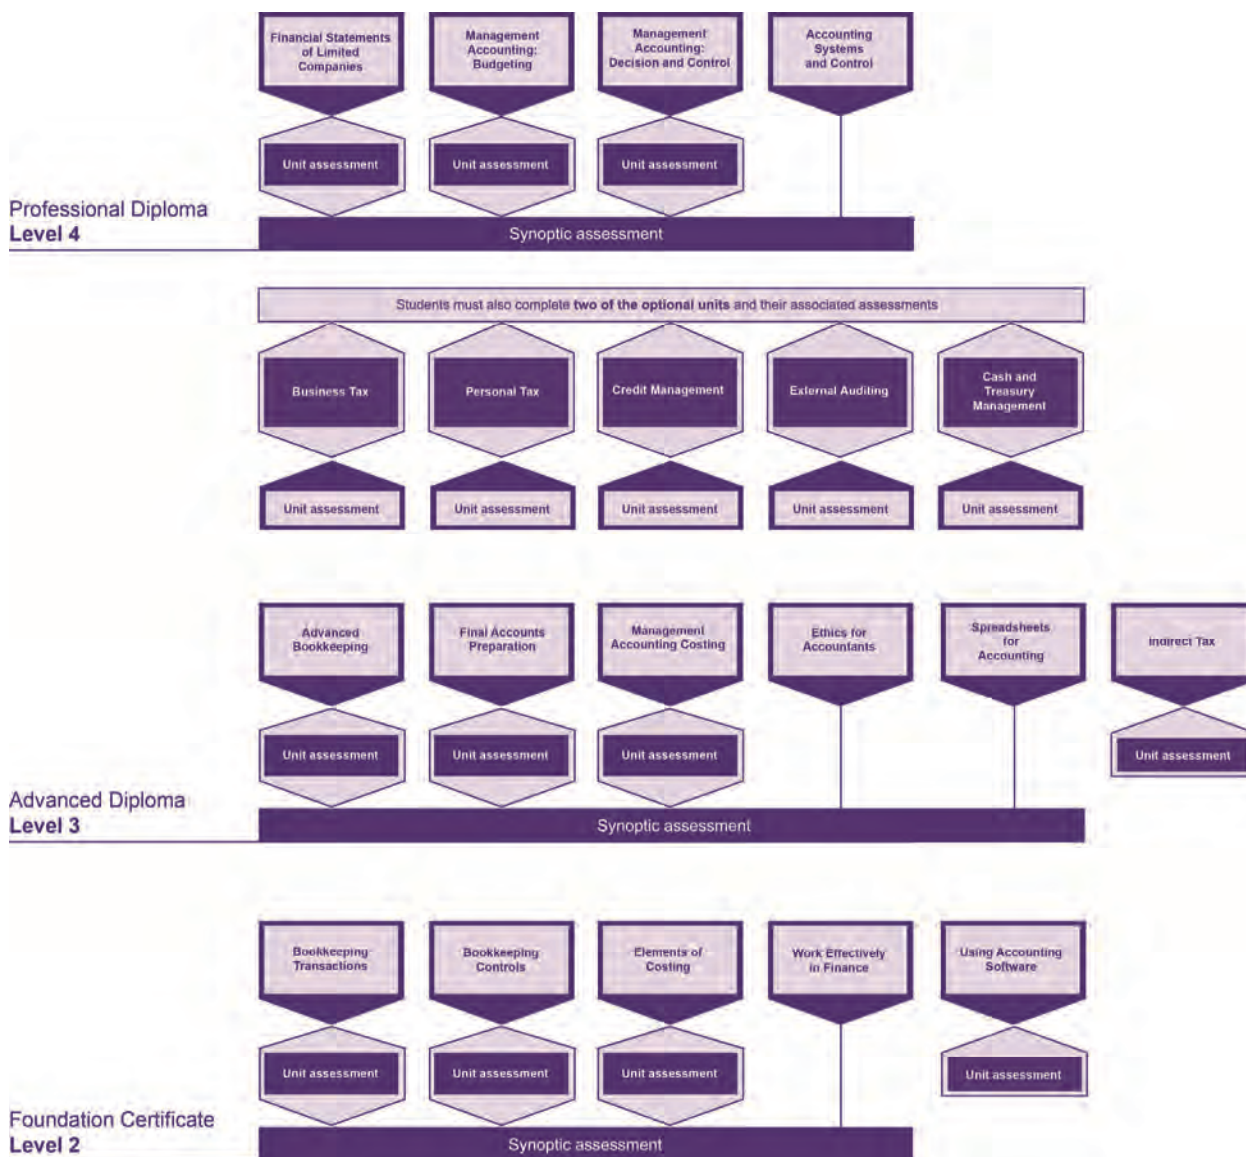 Financial Statements
of Limited
Companies
Management
Accounting:
Budgeting
Management
Accounting:
Decision and Control
Accounting
Systems
and Control
Unit assessment
Unit assessment
Unit assessment
Professional Diploma
Level 4
Synoptic assessment
Students must also complete two of the optional units and their associated assessments
Business Tax
Personal Tax
Credit Management
External Auditing
Cash and
Treasury
Management
Unit assessment
Unit assessment
Unit assessment
Unit assessment
Unit assessment
Advanced
Bookkeeping
Final Accounts
Preparation
Management
Accounting Costing
Ethics for
Accountants
Spreadsheets
for
Accounting
Indirect Tax
Unit assessment
Unit assessment
Unit assessment
Unit assessment
Advanced Diploma
Level 3
Synoptic assessment
Bookkeeping
Transactions
Bookkeeping
Controls
Elements of
Costing
Work Effectively
in Finance
Using Accounting
Software
Unit assessment
Unit assessment
Unit assessment
Unit assessment
Foundation Certificate
Level 2
Synoptic assessment